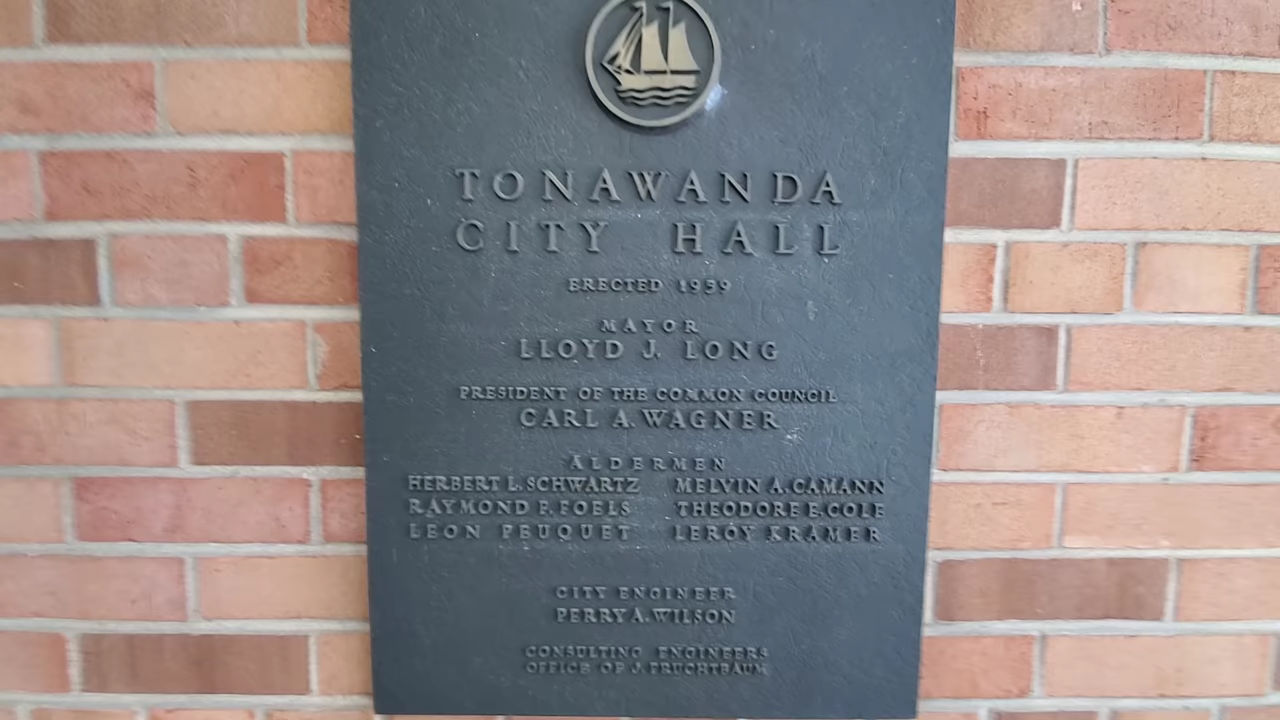 TONAWANDA
CITY HALL
ERECTED 1959
MAYOR
LLOYD J. LONG
PRESIDENT OF THE COMMON COUNCIL
CARL A. WAGNER
ALDERMEN
HERBERT L. SCHWARTZ MELVIN A. CAMANN
RAYMOND F. FOELS THEODORE E. COLE
LEON PEUQUET LEROY KRAMER
CITY ENGINEER
PERRY A. WILSON
CONSULTING ENGINEERS
OFFICE OF J. FRUCHTBAUM